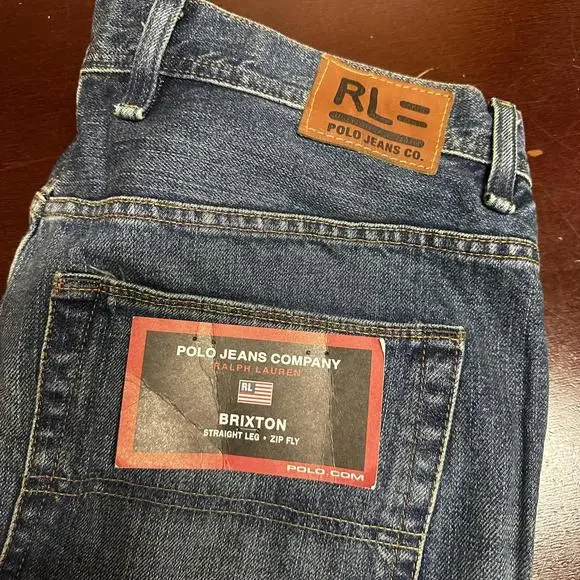 RL
POLO JEANS CO.
POLO JEANS COMPANY
RALPH LAUREN
RL
BRIXTON
STRAIGHT LEG • ZIP FLY
POLO.COM